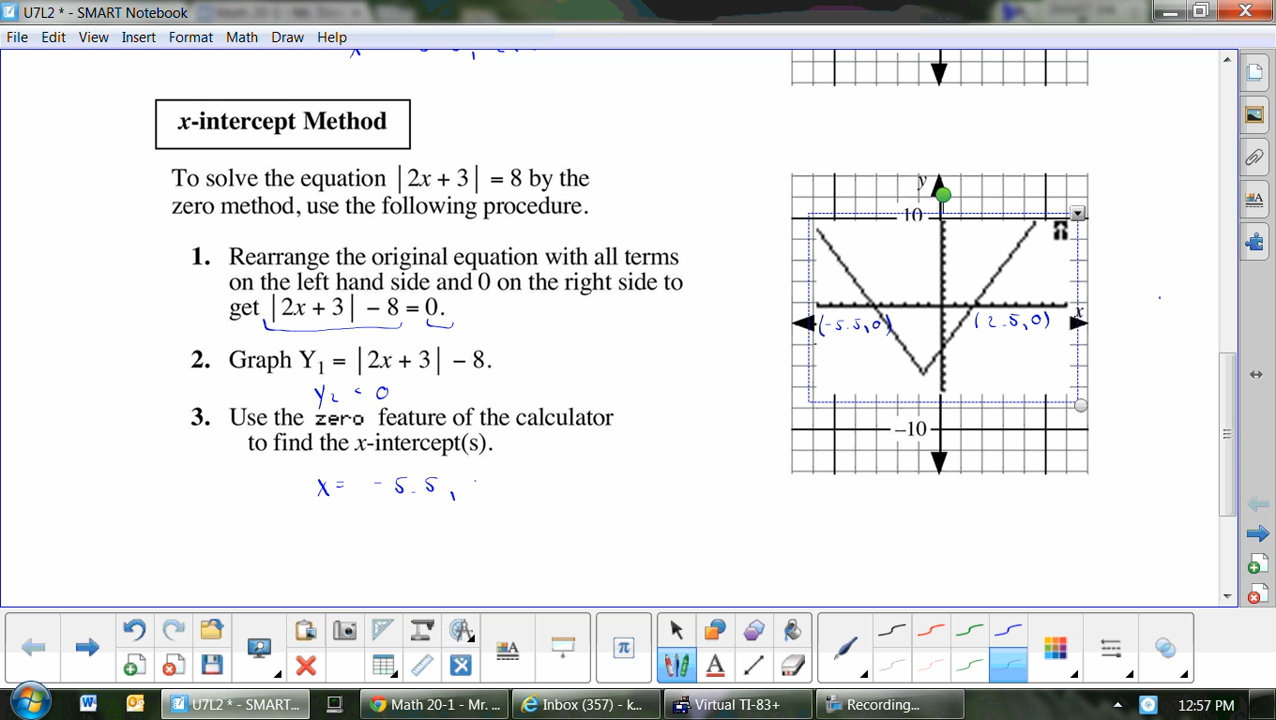 U7L2 * - SMART Notebook
Math 20-1 - Mr.
File Edit View Insert Format Math Draw Help
x-intercept Method
To solve the equation |2x + 3| = 8 by the
zero method, use the following procedure.
1. Rearrange the original equation with all terms
on the left hand side and 0 on the right side to
get |2x + 3| − 8 = 0.
2. Graph Y₁ = |2x + 3| − 8.
y₂ = 0
3. Use the zero feature of the calculator
to find the x-intercept(s).
x = -5.5,
y
10
x
(-5.5,0)
(2.5,0)
–10
U7L2 * - SMART...
Math 20-1 - Mr. ...
Inbox (357) - k...
Virtual TI-83+
Recording...
12:57 PM